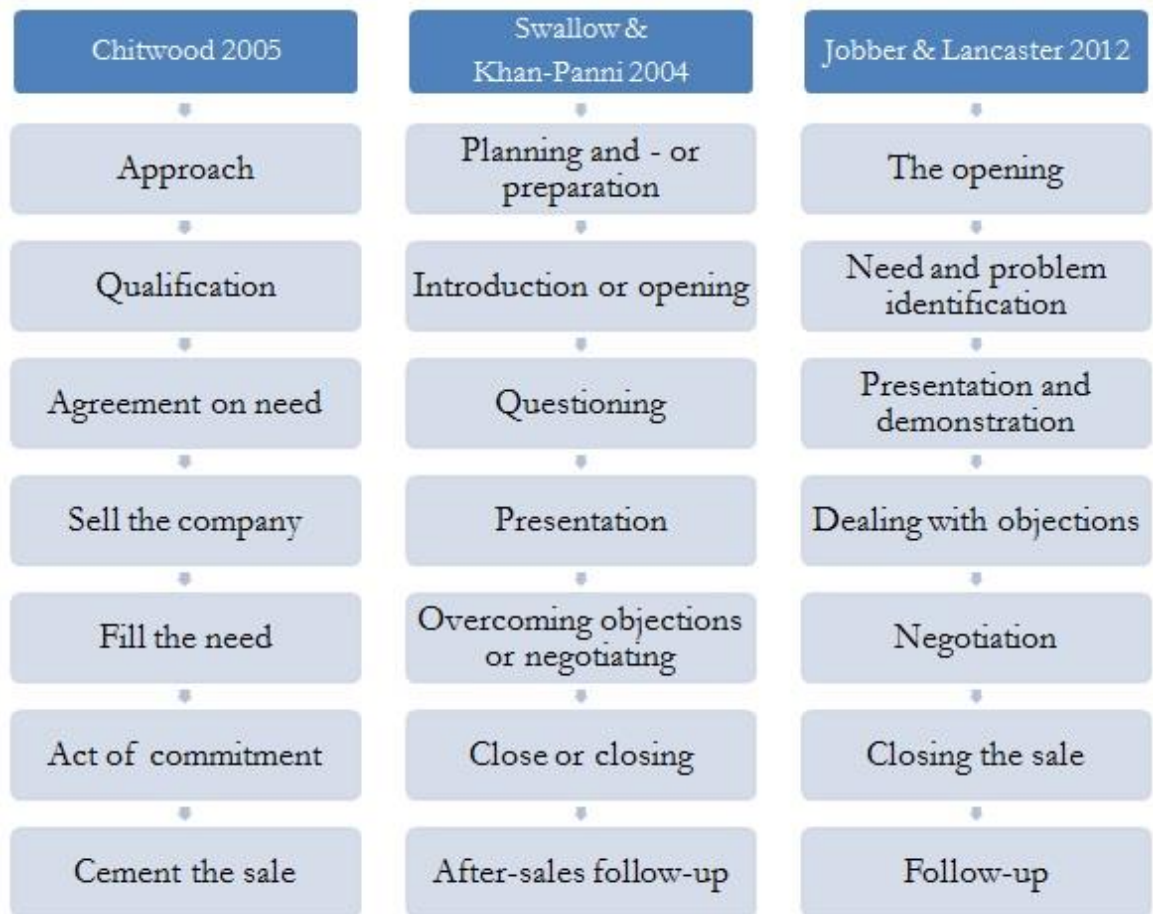 Chitwood 2005
Approach
Qualification
Agreement on need
Sell the company
Fill the need
Act of commitment
Cement the sale
Swallow &
Khan-Panni 2004
Planning and - or
preparation
Introduction or opening
Questioning
Presentation
Overcoming objections
or negotiating
Close or closing
After-sales follow-up
Jobber & Lancaster 2012
The opening
Need and problem
identification
Presentation and
demonstration
Dealing with objections
Negotiation
Closing the sale
Follow-up